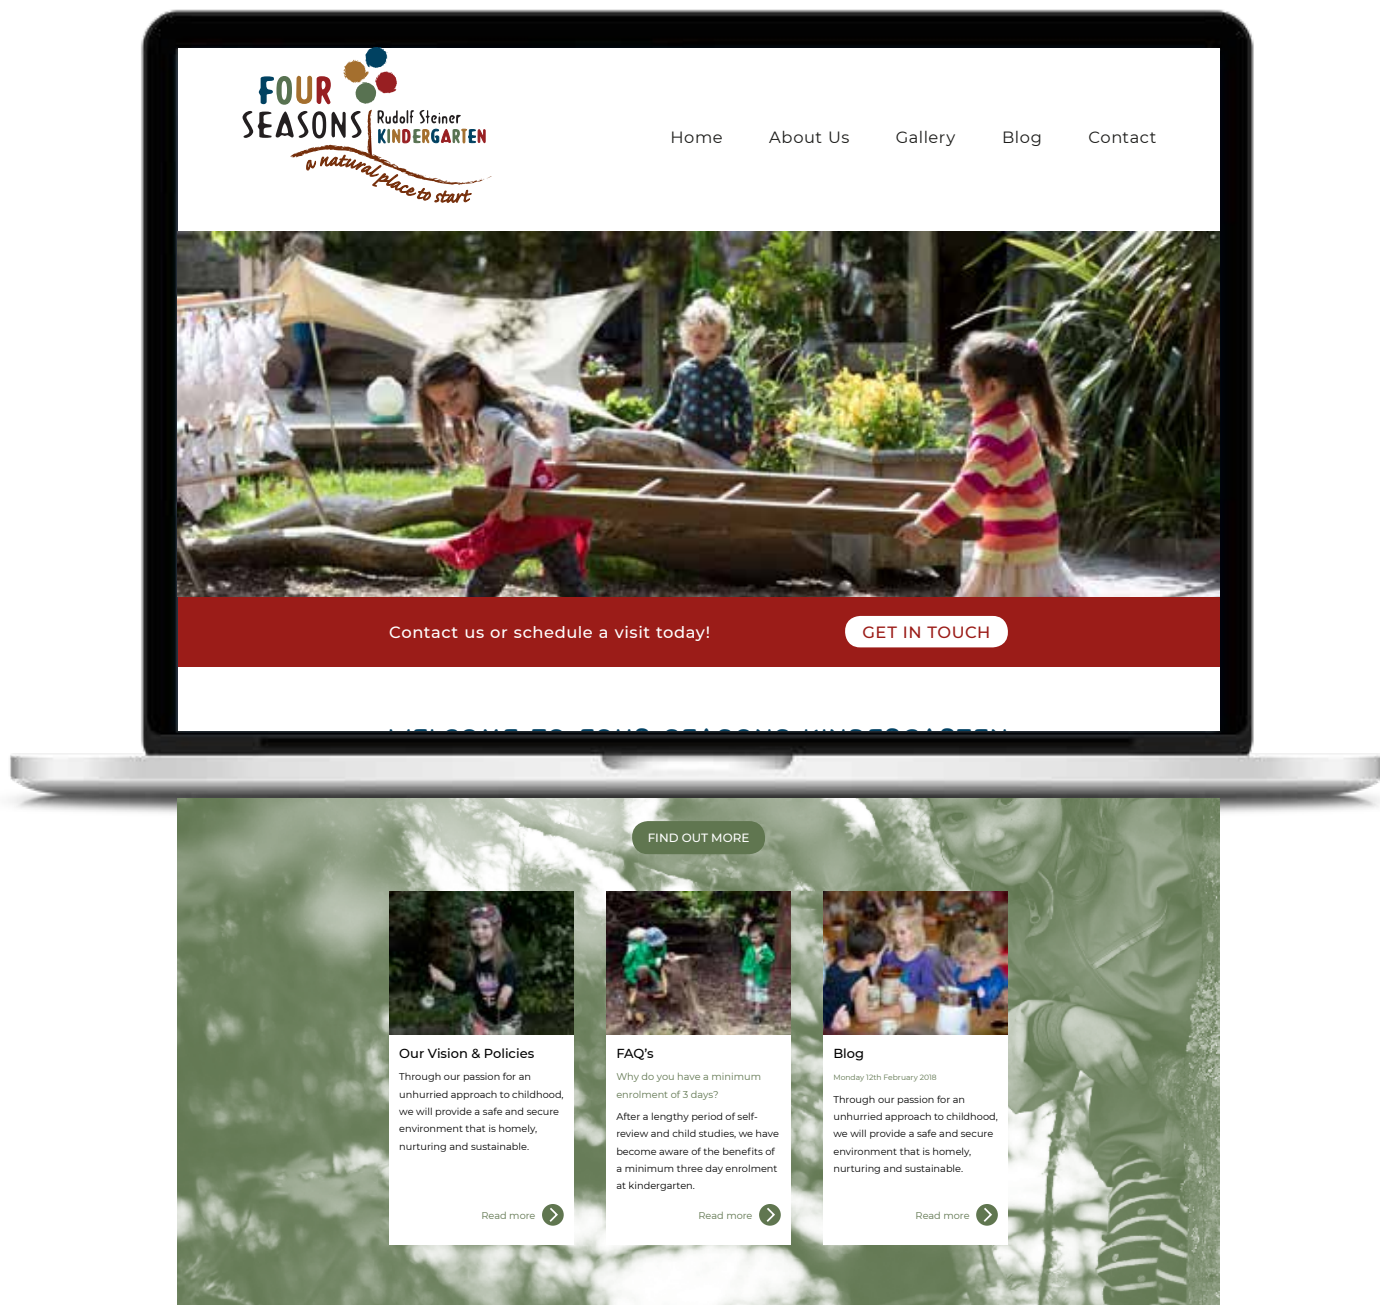 FOUR
SEASONS
Rudolf Steiner
KINDERGARTEN
a natural place to start
Home About Us Gallery Blog Contact
Contact us or schedule a visit today!
GET IN TOUCH
WELCOME TO FOUR SEASONS KINDERGARTEN
FIND OUT MORE
Our Vision & Policies
Through our passion for an
unhurried approach to childhood,
we will provide a safe and secure
environment that is homely,
nurturing and sustainable.
Read more
FAQ's
Why do you have a minimum
enrolment of 3 days?
After a lengthy period of self-
review and child studies, we have
become aware of the benefits of
a minimum three day enrolment
at kindergarten.
Read more
Blog
Monday 12th February 2018
Through our passion for an
unhurried approach to childhood,
we will provide a safe and secure
environment that is homely,
nurturing and sustainable.
Read more